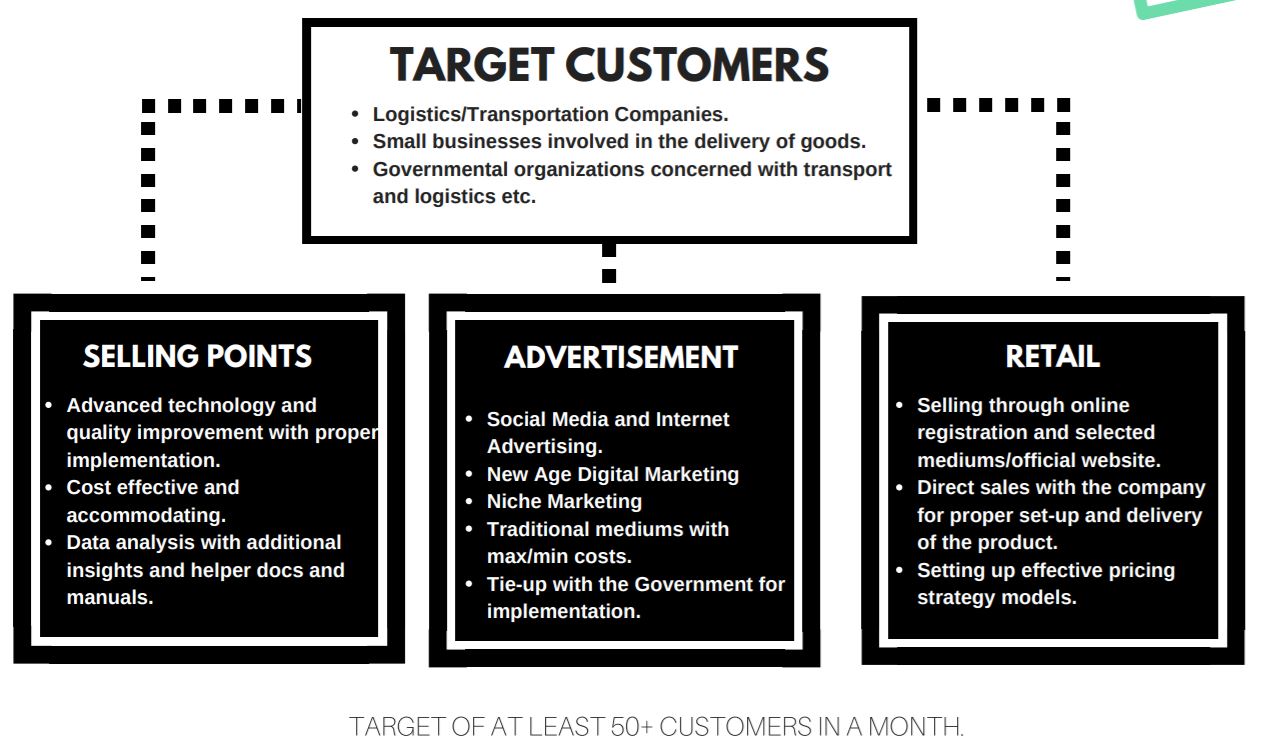 TARGET CUSTOMERS
• Logistics/Transportation Companies.
• Small businesses involved in the delivery of goods.
• Governmental organizations concerned with transport
and logistics etc.
SELLING POINTS
• Advanced technology and
quality improvement with proper
implementation.
• Cost effective and
accommodating.
• Data analysis with additional
insights and helper docs and
manuals.
ADVERTISEMENT
• Social Media and Internet
Advertising.
• New Age Digital Marketing
• Niche Marketing
• Traditional mediums with
max/min costs.
• Tie-up with the Government for
implementation.
RETAIL
• Selling through online
registration and selected
mediums/official website.
• Direct sales with the company
for proper set-up and delivery
of the product.
• Setting up effective pricing
strategy models.
TARGET OF AT LEAST 50+ CUSTOMERS IN A MONTH.